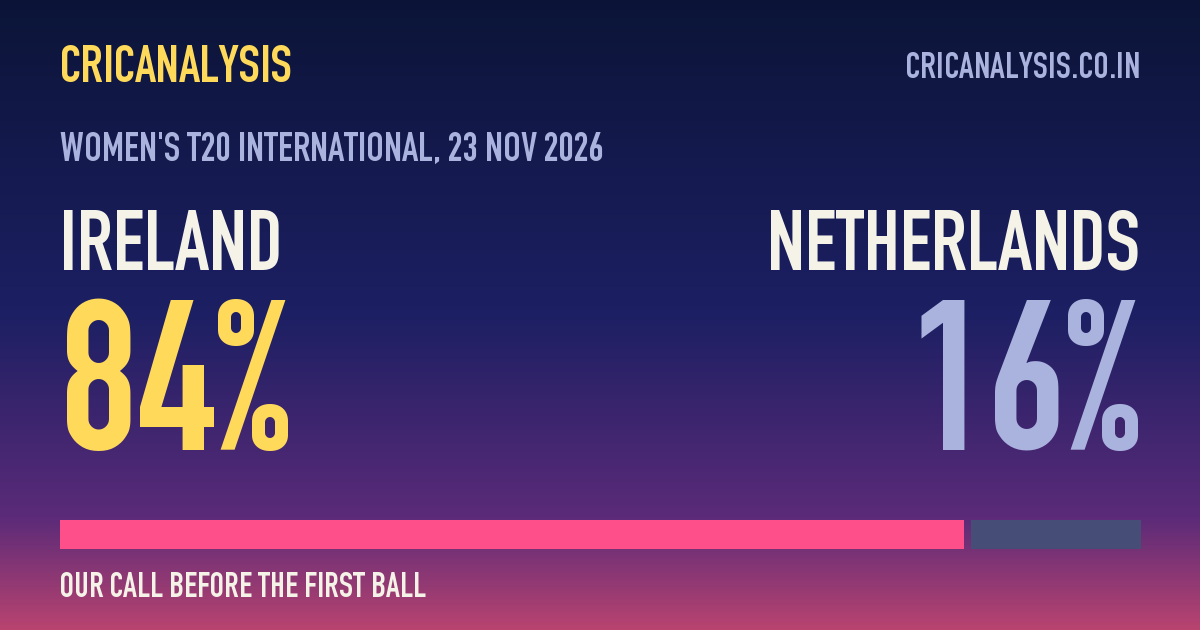 CRICANALYSIS
CRICANALYSIS.CO.IN
WOMEN'S T20 INTERNATIONAL, 23 NOV 2026
IRELAND
NETHERLANDS
84%
16%
OUR CALL BEFORE THE FIRST BALL